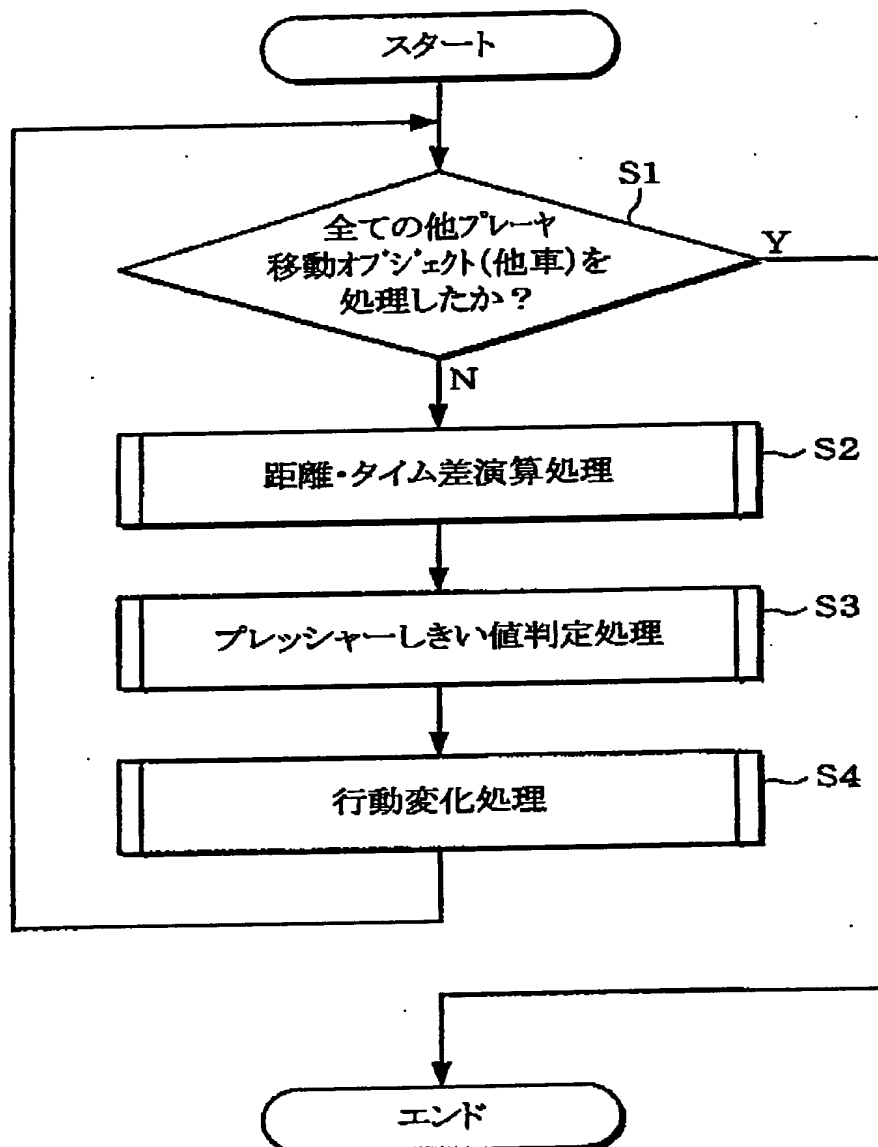 スタート
S1
全ての他プレーヤ
移動オブジェクト(他車)を
処理したか?
Y
N
距離・タイム差演算処理
S2
プレッシャーしきい値判定処理
S3
行動変化処理
S4
エンド